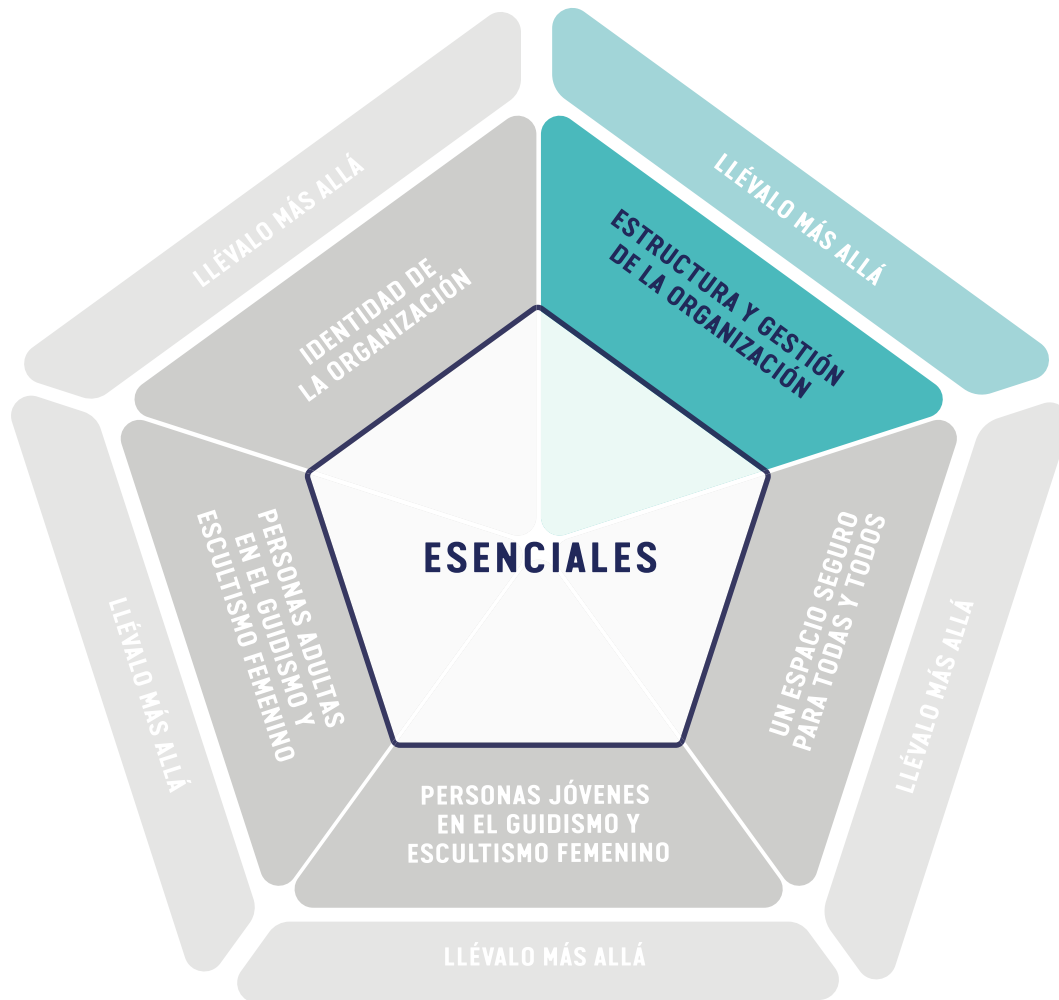 LLÉVALO MÁS ALLÁ
LLÉVALO MÁS ALLÁ
IDENTIDAD DE
LA ORGANIZACIÓN
ESTRUCTURA Y GESTIÓN
DE LA ORGANIZACIÓN
ESENCIALES
PERSONAS ADULTAS
EN EL GUIDISMO Y
ESCULTISMO FEMENINO
UN ESPACIO SEGURO
PARA TODAS Y TODOS
LLÉVALO MÁS ALLÁ
LLÉVALO MÁS ALLÁ
PERSONAS JÓVENES
EN EL GUIDISMO Y
ESCULTISMO FEMENINO
LLÉVALO MÁS ALLÁ